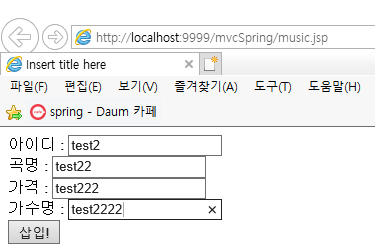 http://localhost:9999/mvcSpring/music.jsp
Insert title here
파일(F) 편집(E) 보기(V) 즐겨찾기(A) 도구(T) 도움말(H)
spring - Daum 카페
아이디 : test2
곡명 : test22
가격 : test222
가수명 : test2222
삽입!